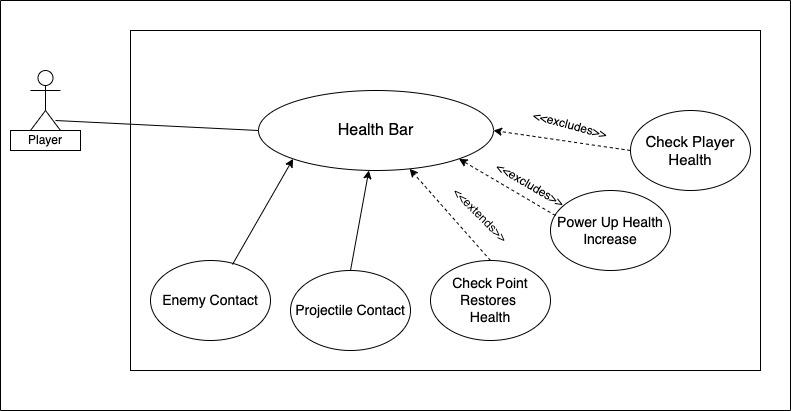 Player
Health Bar
<<excludes>>
Check Player
Health
<<excludes>>
Power Up Health
Increase
<<extends>>
Enemy Contact
Projectile Contact
Check Point
Restores
Health